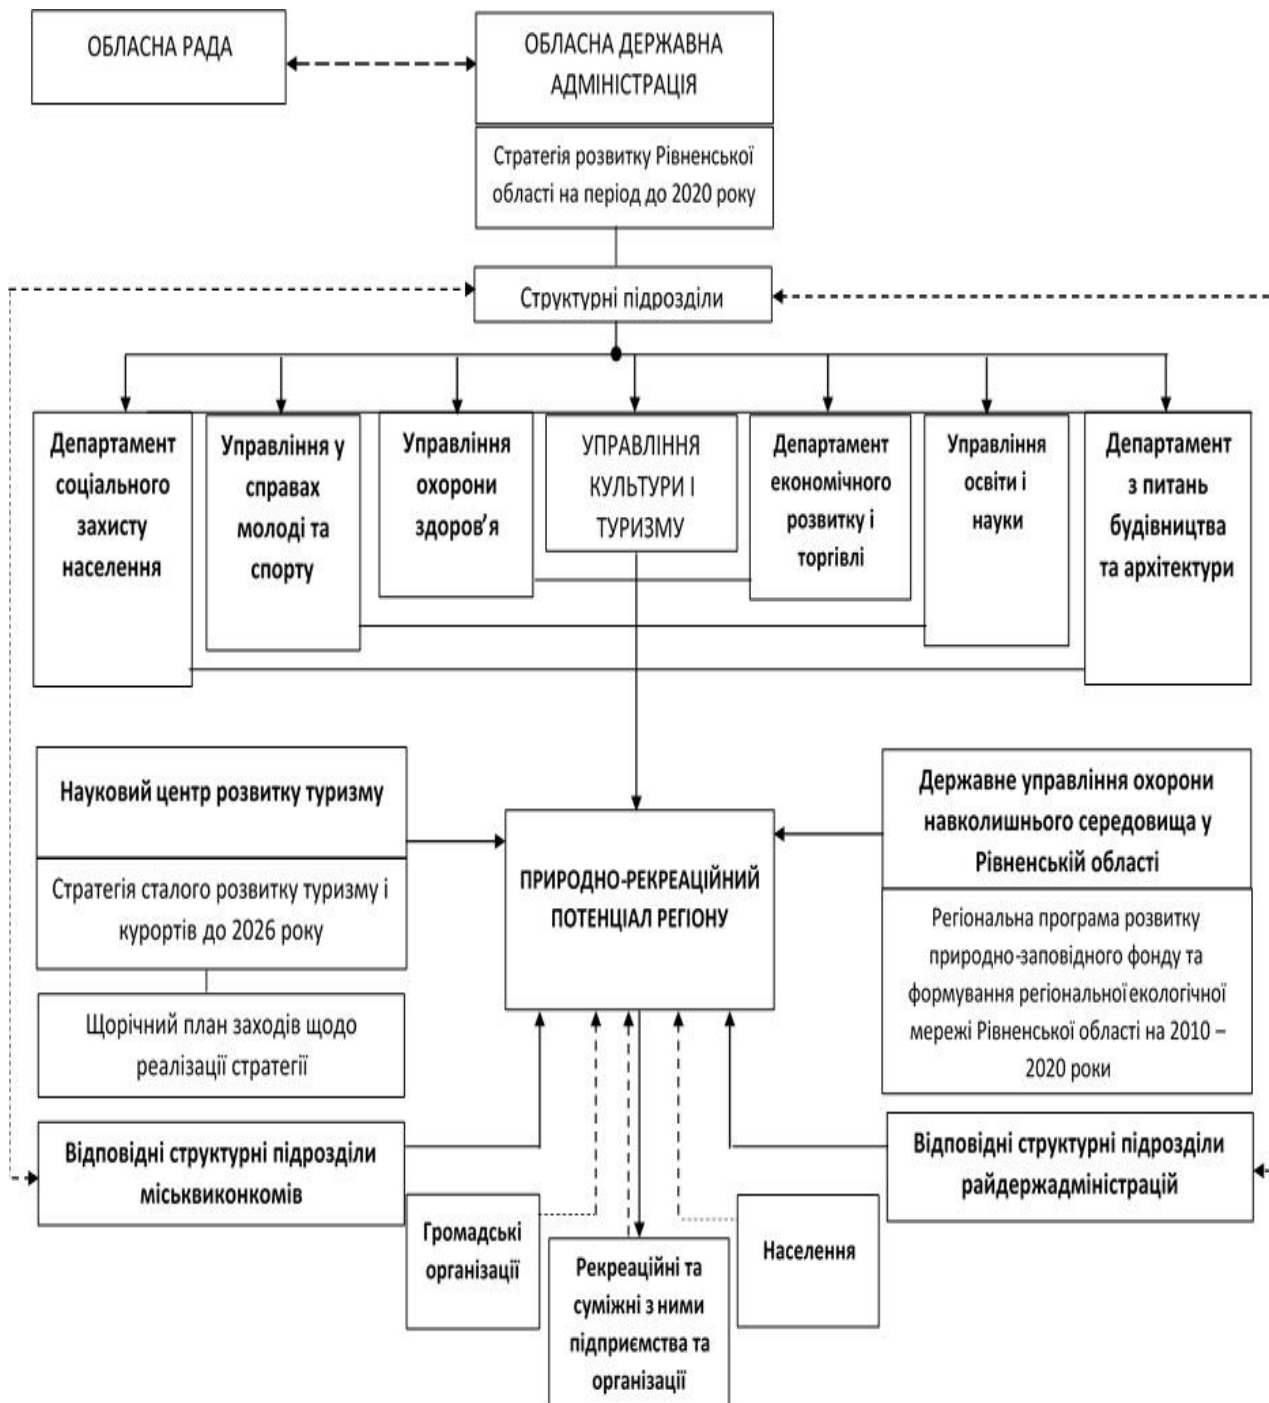 ОБЛАСНА РАДА
ОБЛАСНА ДЕРЖАВНА
АДМІНІСТРАЦІЯ
Стратегія розвитку Рівненської
області на період до 2020 року
Структурні підрозділи
Департамент
соціального
захисту
населення
Управління у
справах
молоді та
спорту
Управління
охорони
здоров’я
УПРАВЛІННЯ
КУЛЬТУРИ І
ТУРИЗМУ
Департамент
економічного
розвитку і
торгівлі
Управління
освіти і
науки
Департамент
з питань
будівництва
та архітектури
Науковий центр розвитку туризму
Стратегія сталого розвитку туризму і
курортів до 2026 року
Щорічний план заходів щодо
реалізації стратегії
ПРИРОДНО-РЕКРЕАЦІЙНИЙ
ПОТЕНЦІАЛ РЕГІОНУ
Державне управління охорони
навколишнього середовища у
Рівненській області
Регіональна програма розвитку
природно-заповідного фонду та
формування регіональної екологічної
мережі Рівненської області на 2010 –
2020 роки
Відповідні структурні підрозділи
міськвиконкомів
Відповідні структурні підрозділи
райдержадміністрацій
Громадські
організації
Рекреаційні та
суміжні з ними
підприємства та
організації
Населення